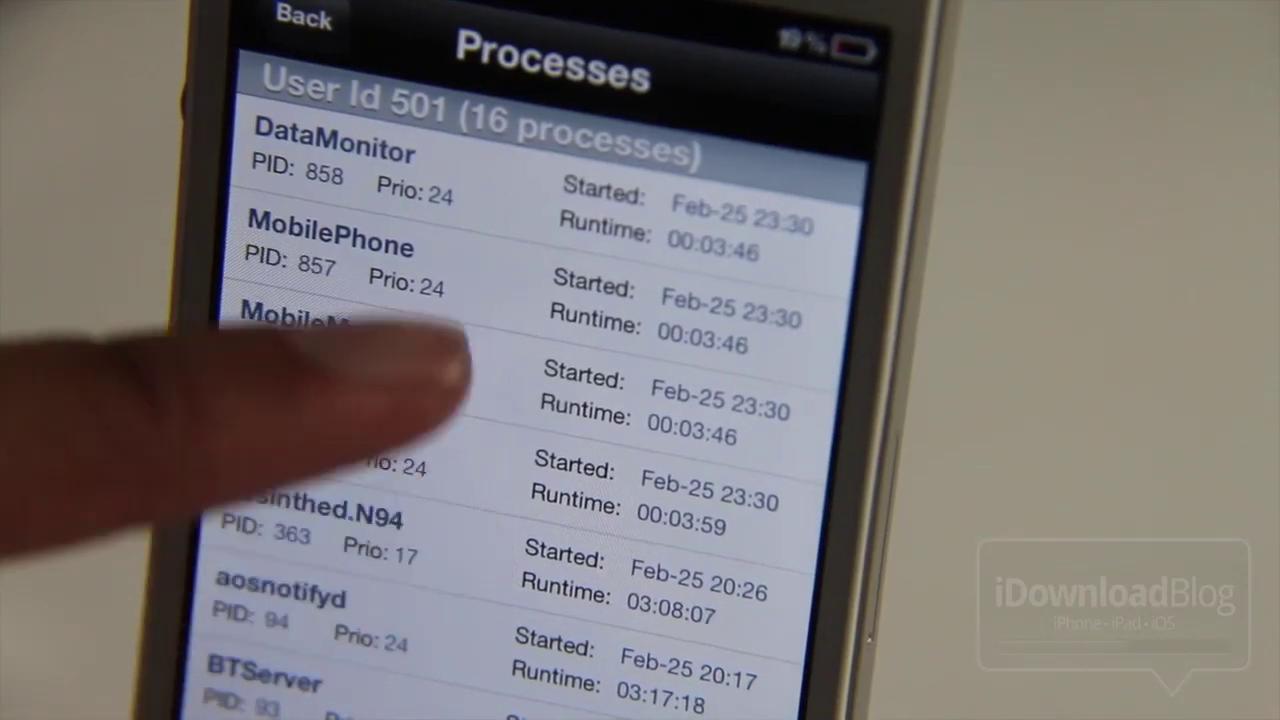 Back
Processes
19%
User Id 501 (16 processes)
DataMonitor
PID: 858 Prio: 24
Started: Feb-25 23:30
Runtime: 00:03:46
MobilePhone
PID: 857 Prio: 24
Started: Feb-25 23:30
Runtime: 00:03:46
Started: Feb-25 23:30
Runtime: 00:03:46
24
Started: Feb-25 23:30
Runtime: 00:03:59
PID: 363 Prio: 17
Started: Feb-25 20:26
Runtime: 03:08:07
aosnotifyd
PID: 94 Prio: 24
Started: Feb-25 20:17
Runtime: 03:17:18
BTServer
PID: 93
iDownloadBlog
iPhone • iPad • iOS